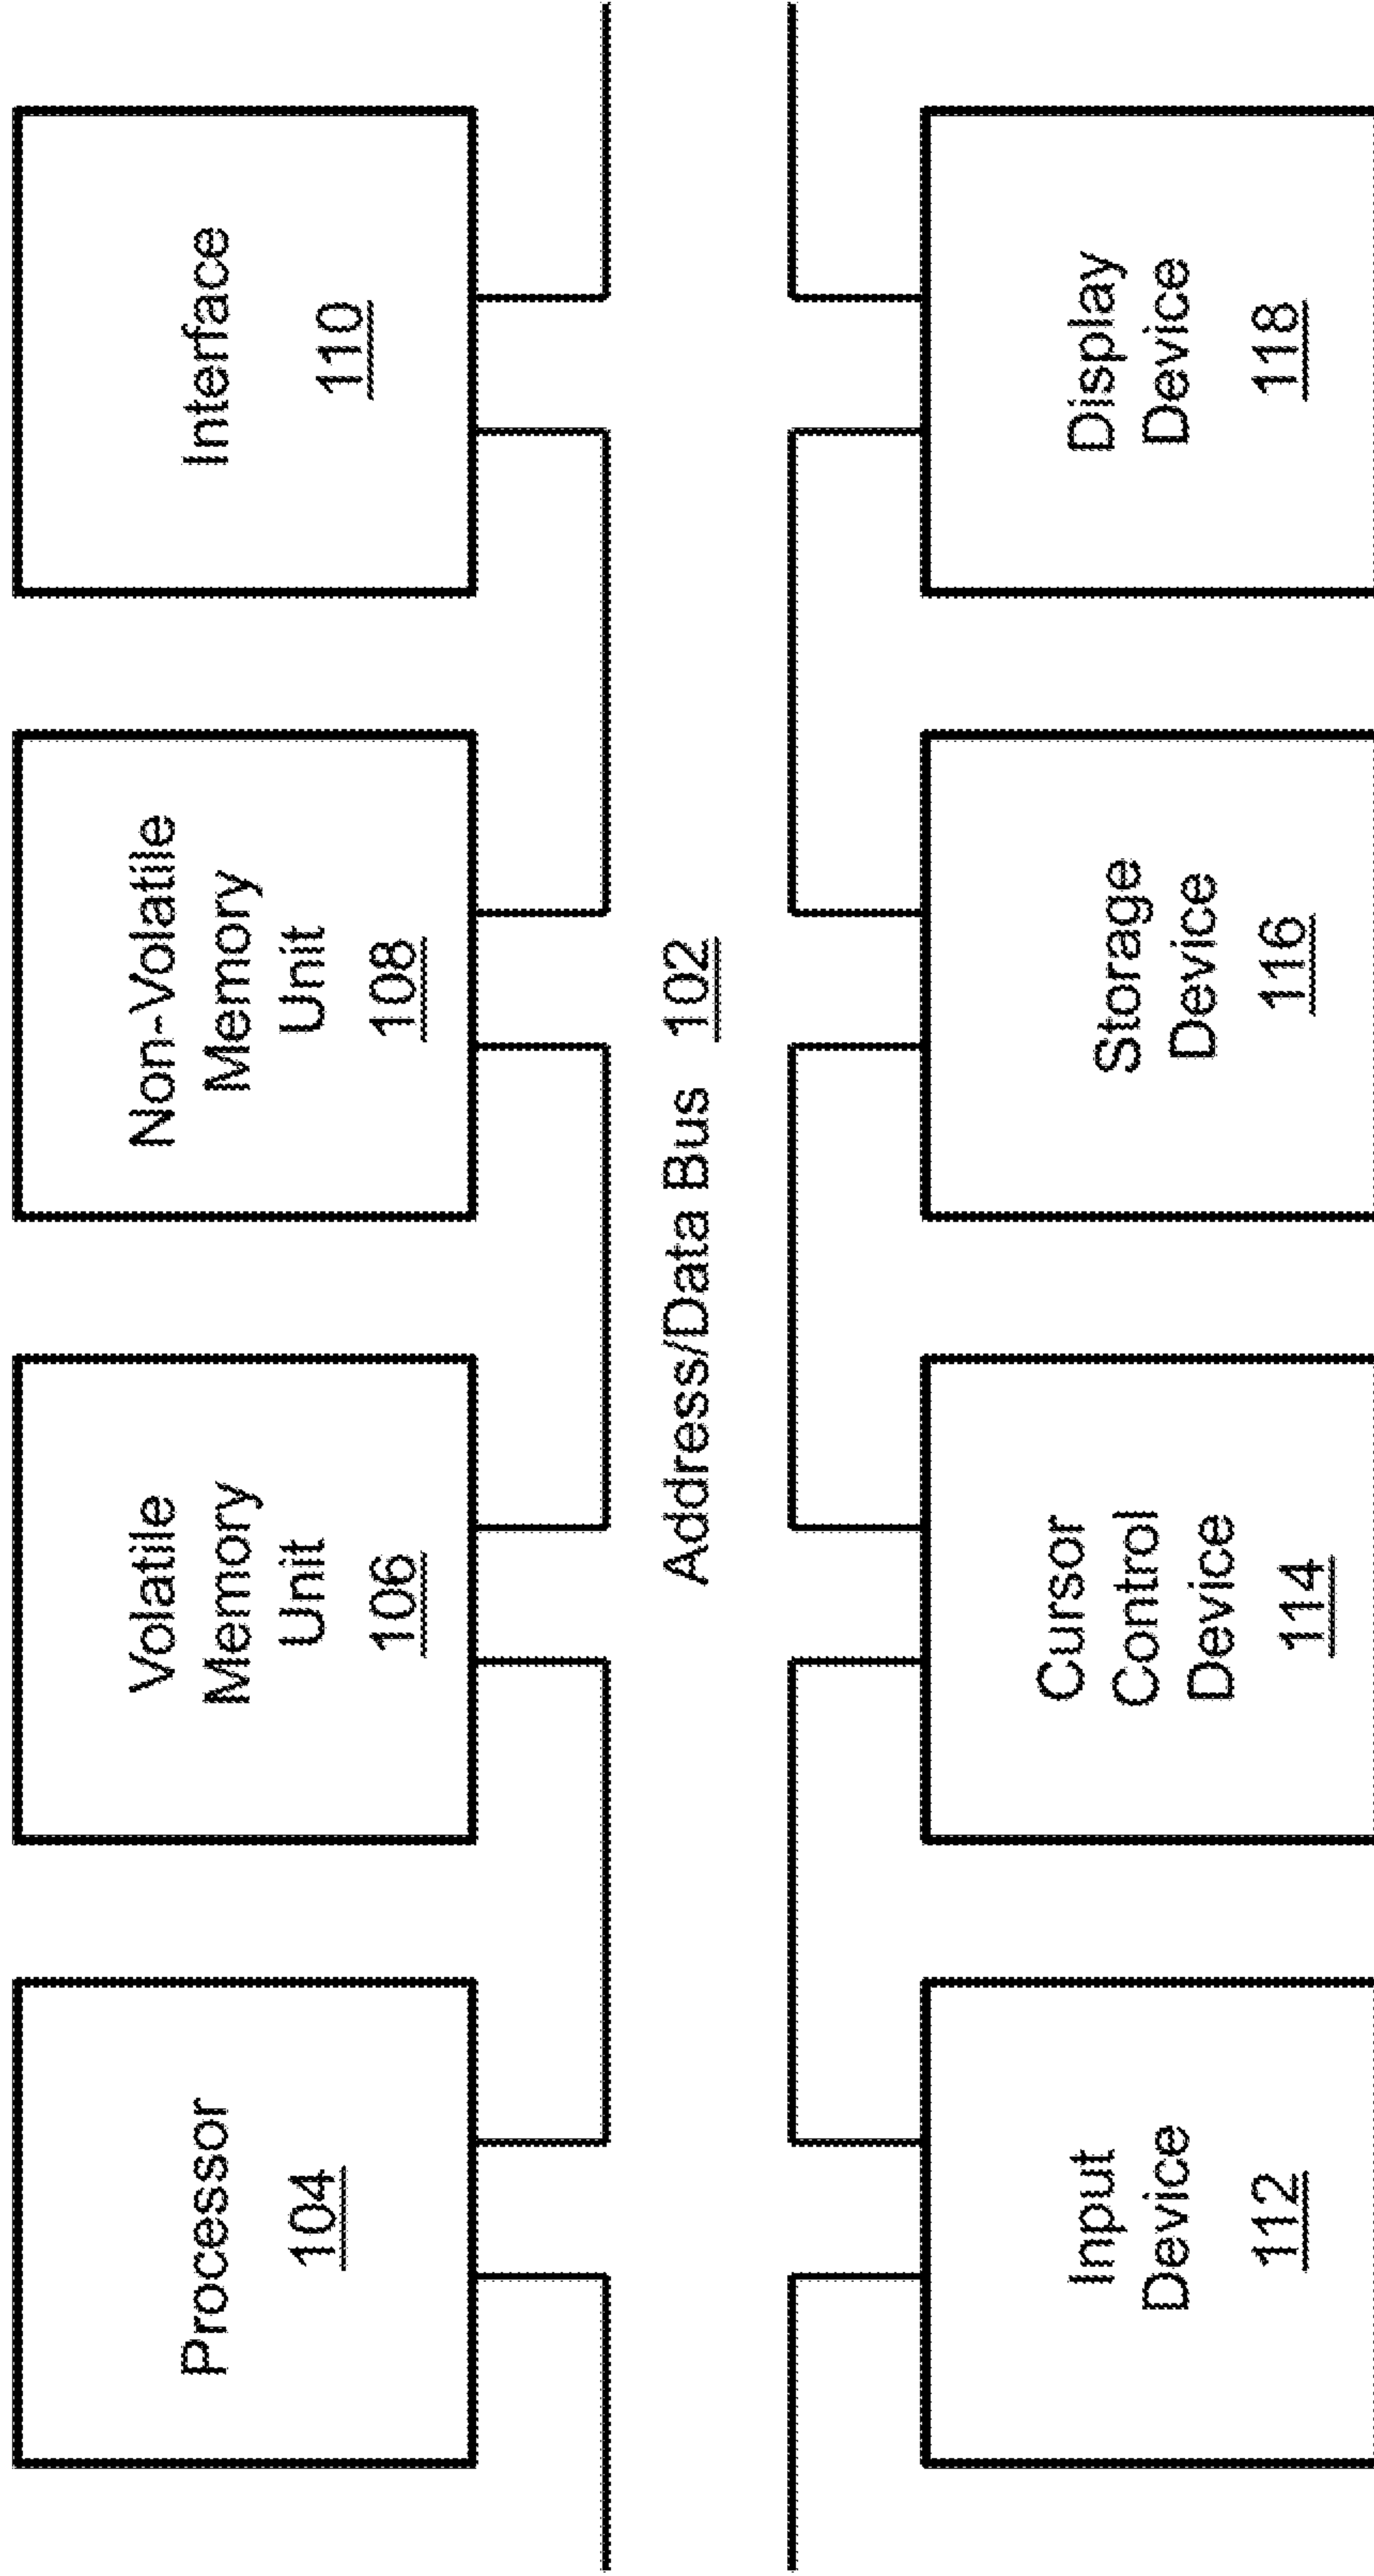 Processor
104
Volatile
Memory
Unit
106
Non-Volatile
Memory
Unit
108
Interface
110
Address/Data Bus 102
Input
Device
112
Cursor
Control
Device
114
Storage
Device
116
Display
Device
118